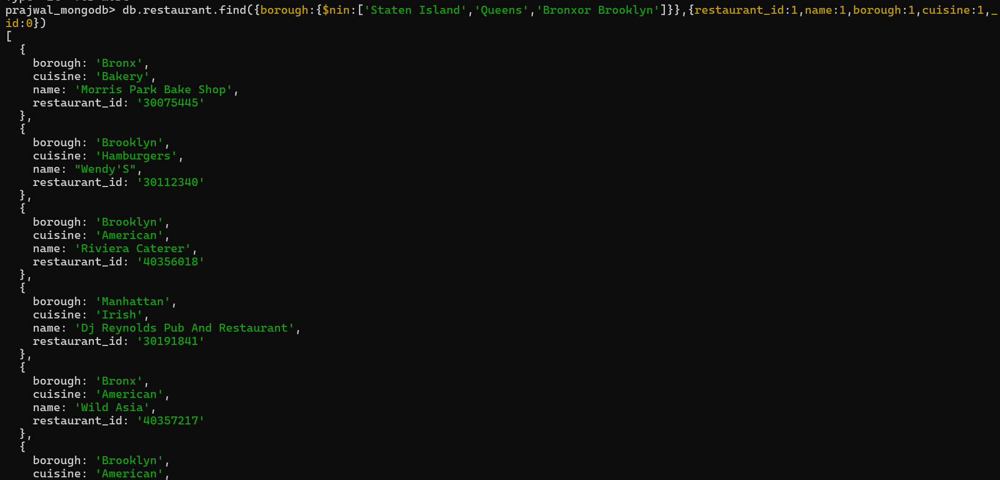 prajwal_mongodb> db.restaurant.find({borough:{$nin:['Staten Island','Queens','Bronxor Brooklyn']}},{restaurant_id:1,name:1,borough:1,cuisine:1,_
id:0})
[
  {
    borough: 'Bronx',
    cuisine: 'Bakery',
    name: 'Morris Park Bake Shop',
    restaurant_id: '30075445'
  },
  {
    borough: 'Brooklyn',
    cuisine: 'Hamburgers',
    name: "Wendy'S",
    restaurant_id: '30112340'
  },
  {
    borough: 'Brooklyn',
    cuisine: 'American',
    name: 'Riviera Caterer',
    restaurant_id: '40356018'
  },
  {
    borough: 'Manhattan',
    cuisine: 'Irish',
    name: 'Dj Reynolds Pub And Restaurant',
    restaurant_id: '30191841'
  },
  {
    borough: 'Bronx',
    cuisine: 'American',
    name: 'Wild Asia',
    restaurant_id: '40357217'
  },
  {
    borough: 'Brooklyn',
    cuisine: 'American',